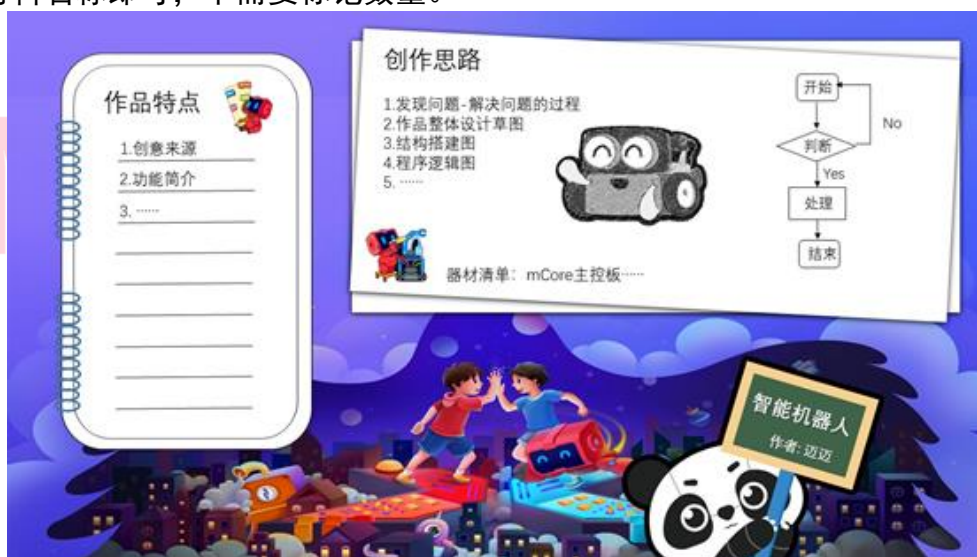 作品特点
1.创意来源
2.功能简介
3. ......
创作思路
1.发现问题-解决问题的过程
2.作品整体设计草图
3.结构搭建图
4.程序逻辑图
5. ......
器材清单：mCore主控板......
开始
No
判断
Yes
处理
结束
智能机器人
作者: 迈迈